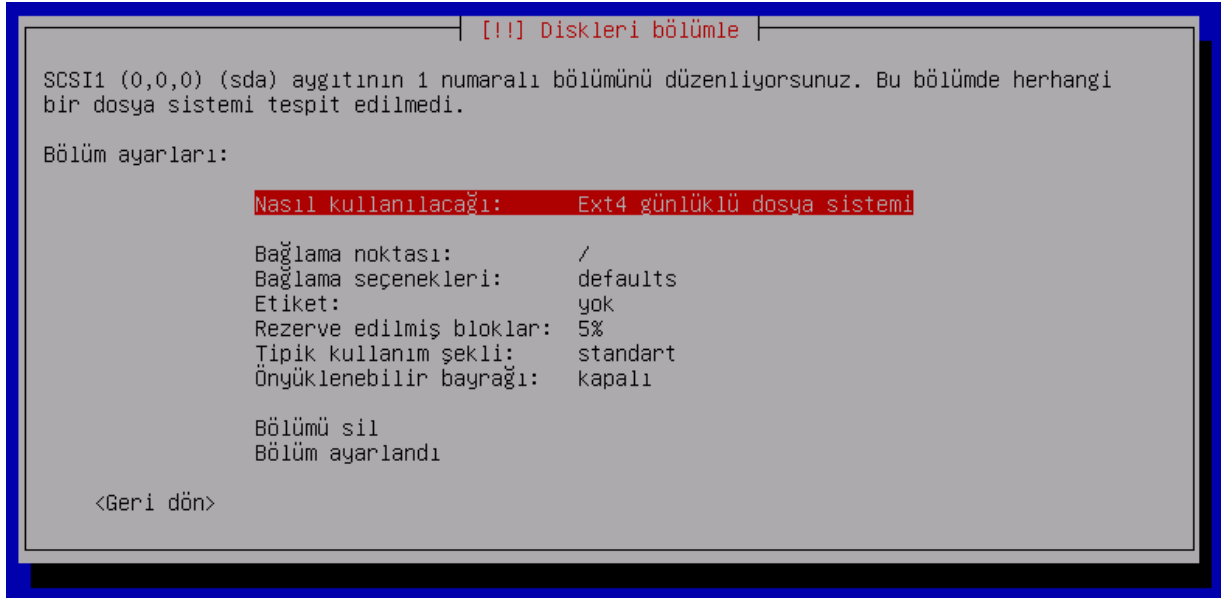 [!!] Diskleri bölümle
SCSI1 (0,0,0) (sda) aygıtının 1 numaralı bölümünü düzenliyorsunuz. Bu bölümde herhangi
bir dosya sistemi tespit edilmedi.
Bölüm ayarları:
Nasıl kullanılacağı: Ext4 günlüklü dosya sistemi
Bağlama noktası: /
Bağlama seçenekleri: defaults
Etiket: yok
Rezerve edilmiş bloklar: 5%
Tipik kullanım şekli: standart
Önyüklenebilir bayrağı: kapalı
Bölümü sil
Bölüm ayarlandı
<Geri dön>